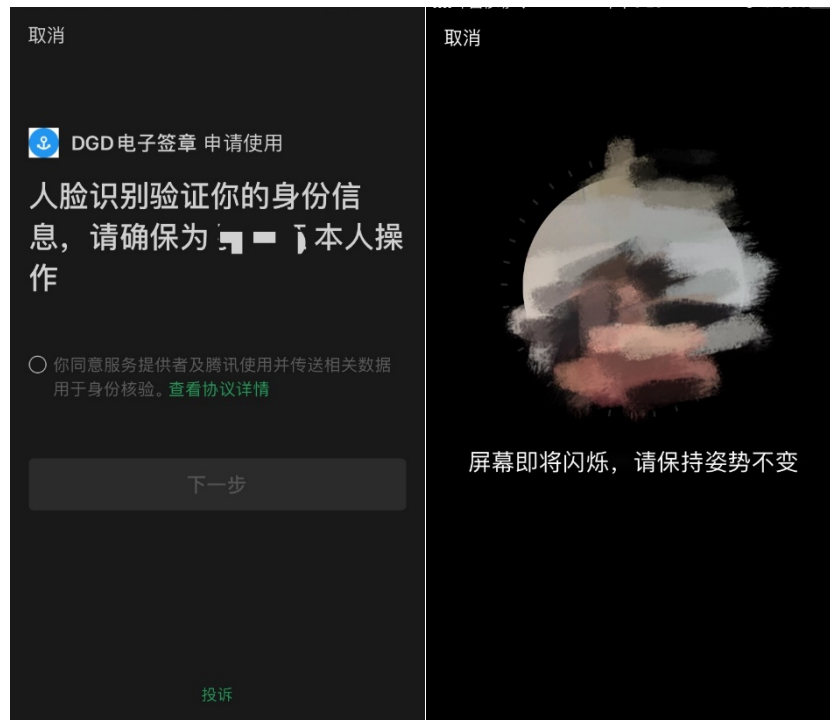 取消
DGD电子签章 申请使用
人脸识别验证你的身份信
息，请确保为 本人操
作
你同意服务提供者及腾讯使用并传送相关数据
用于身份核验。查看协议详情
下一步
投诉
取消
屏幕即将闪烁，请保持姿势不变